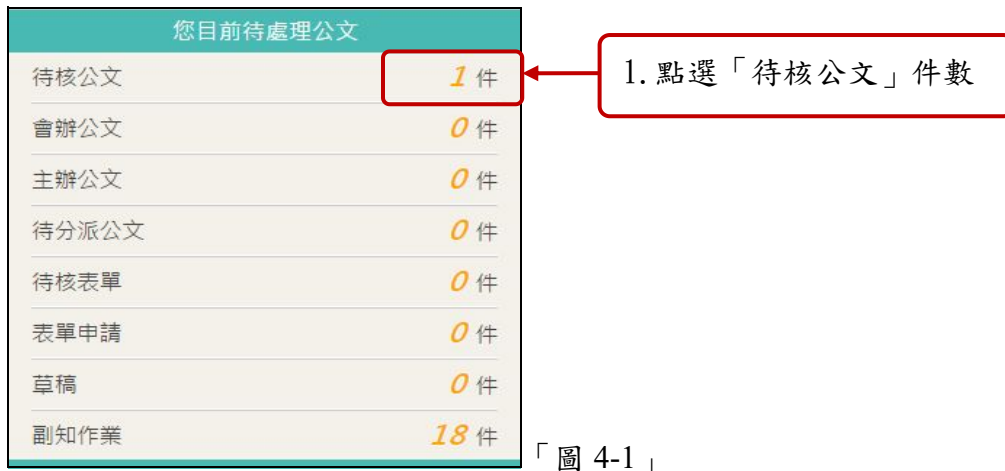 您目前待處理公文
待核公文 1 件
1. 點選「待核公文」件數
會辦公文 0 件
主辦公文 0 件
待分派公文 0 件
待核表單 0 件
表單申請 0 件
草稿 0 件
副知作業 18 件
「圖 4-1」